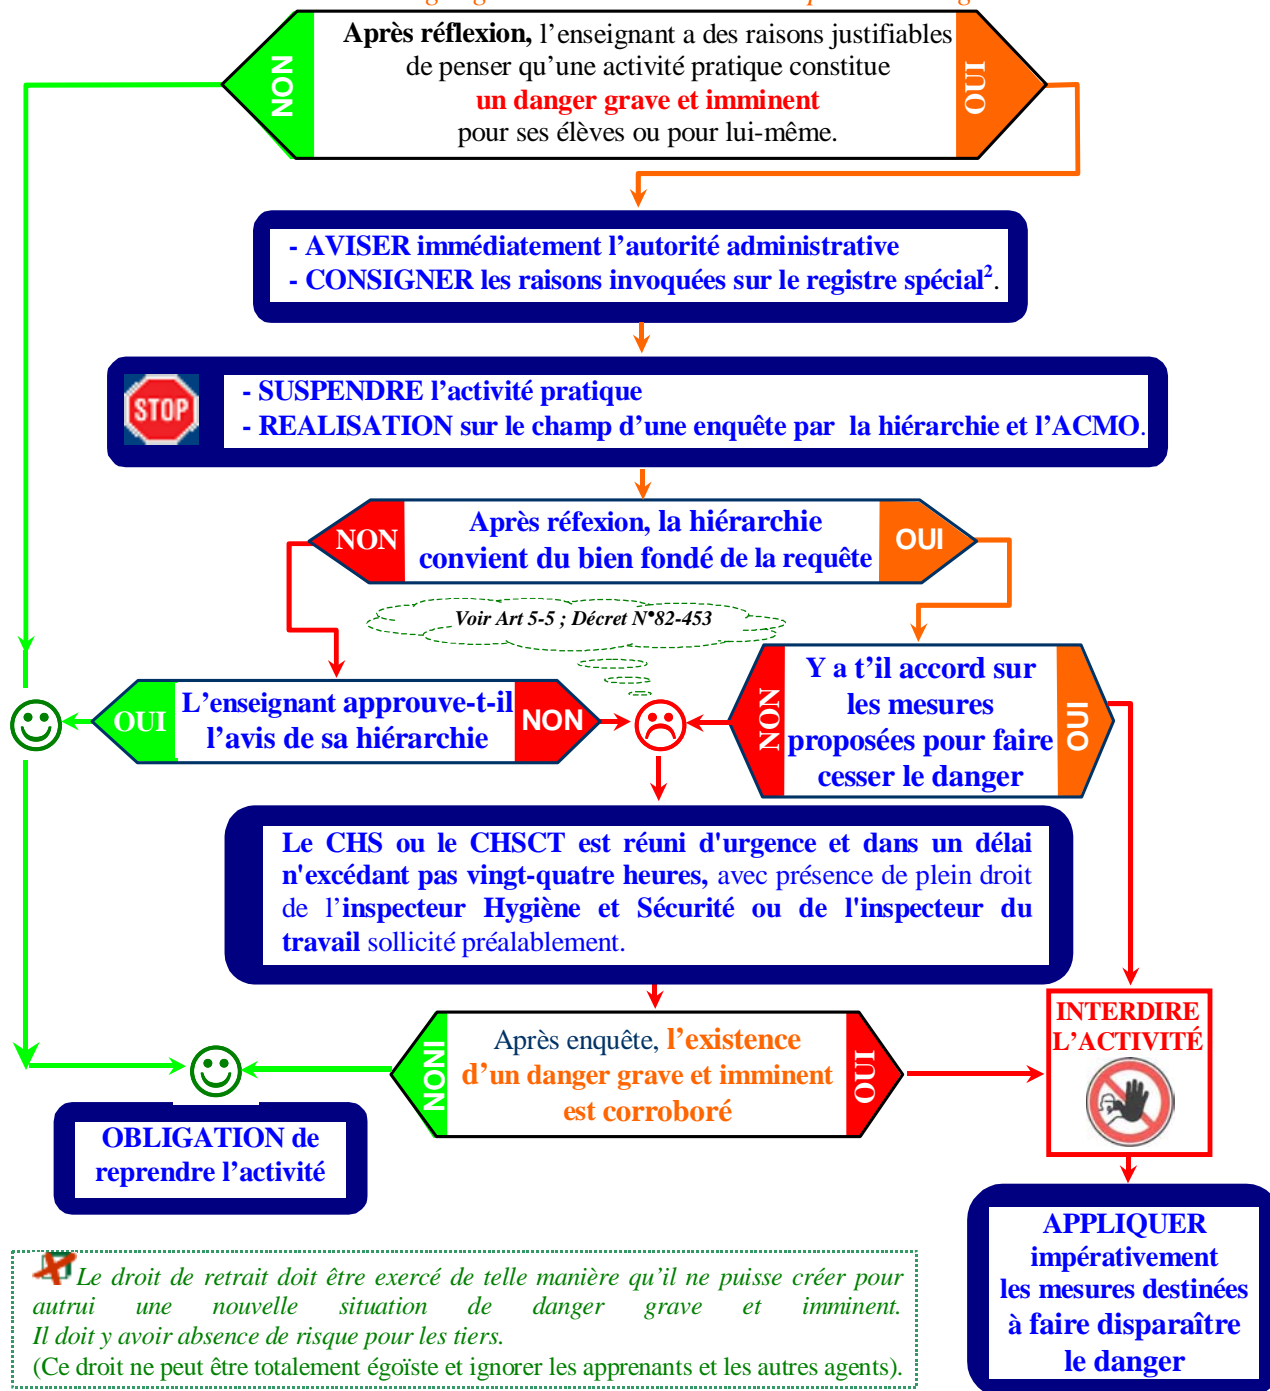 Après réflexion, l’enseignant a des raisons justifiables
de penser qu’une activité pratique constitue
un danger grave et imminent
pour ses élèves ou pour lui-même.
NON
OUI
- AVISER immédiatement l’autorité administrative
- CONSIGNER les raisons invoquées sur le registre spécial².
STOP
- SUSPENDRE l’activité pratique
- REALISATION sur le champ d’une enquête par la hiérarchie et l’ACMO.
NON
Après réfexion, la hiérarchie
convient du bien fondé de la requête
OUI
Voir Art 5-5 ; Décret N°82-453
OUI
L’enseignant approuve-t-il
l’avis de sa hiérarchie
NON
NON
Y a t’il accord sur
les mesures
proposées pour faire
cesser le danger
OUI
Le CHS ou le CHSCT est réuni d'urgence et dans un délai
n'excédant pas vingt-quatre heures, avec présence de plein droit
de l’inspecteur Hygiène et Sécurité ou de l'inspecteur du
travail sollicité préalablement.
NONI
Après enquête, l’existence
d’un danger grave et imminent
est corroboré
OUI
INTERDIRE
L’ACTIVITÉ
OBLIGATION de
reprendre l’activité
APPLIQUER
impérativement
les mesures destinées
à faire disparaître
le danger
Le droit de retrait doit être exercé de telle manière qu’il ne puisse créer pour
autrui une nouvelle situation de danger grave et imminent.
Il doit y avoir absence de risque pour les tiers.
(Ce droit ne peut être totalement égoïste et ignorer les apprenants et les autres agents).